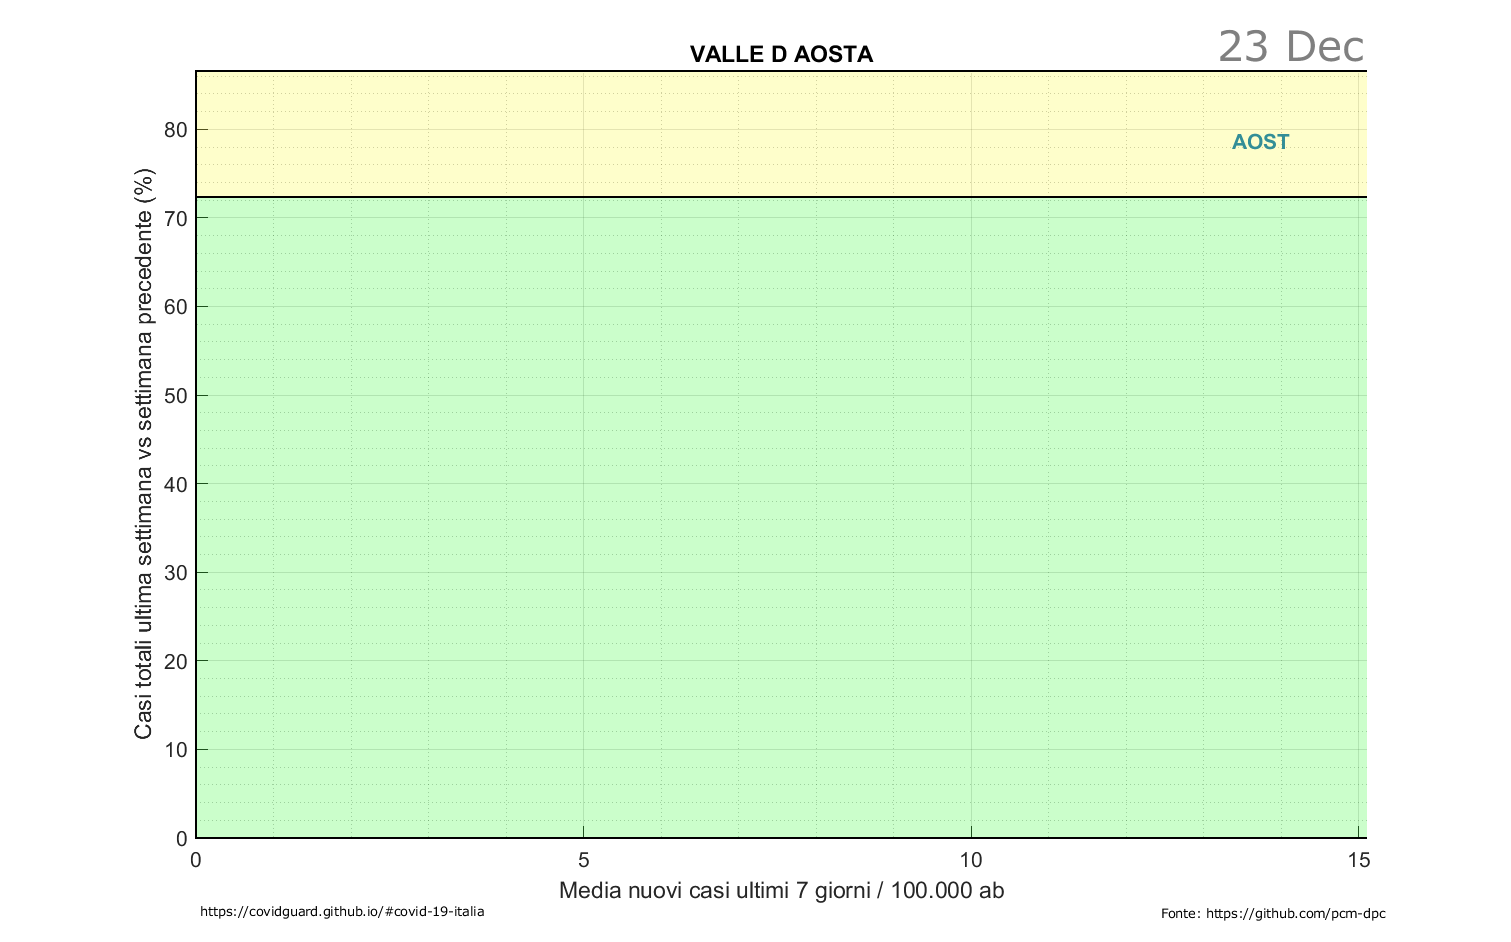 23 Dec
VALLE D AOSTA
80
70
60
50
40
30
20
10
0
Casi totali ultima settimana vs settimana precedente (%)
AOST
0 5 10 15
Media nuovi casi ultimi 7 giorni / 100.000 ab
https://covidguard.github.io/#covid-19-italia
Fonte: https://github.com/pcm-dpc